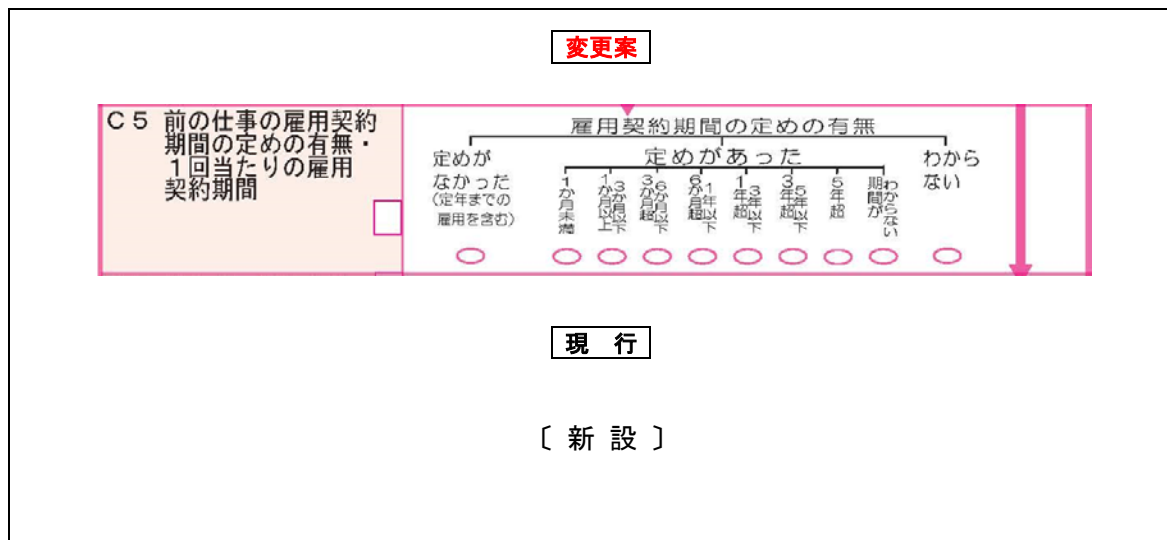 変更案
C5 前の仕事の雇用契約
期間の定めの有無・
1回当たりの雇用
契約期間
雇用契約期間の定めの有無
定めが
なかった
(定年までの
雇用を含む)
定めがあった
1か月未満
1か月以上
3か月以下
3か月超
6か月以下
6か月超
1年以下
1年超
3年以下
3年超
5年以下
5年超
期間が
わからない
わから
ない
現 行
〔 新 設 〕